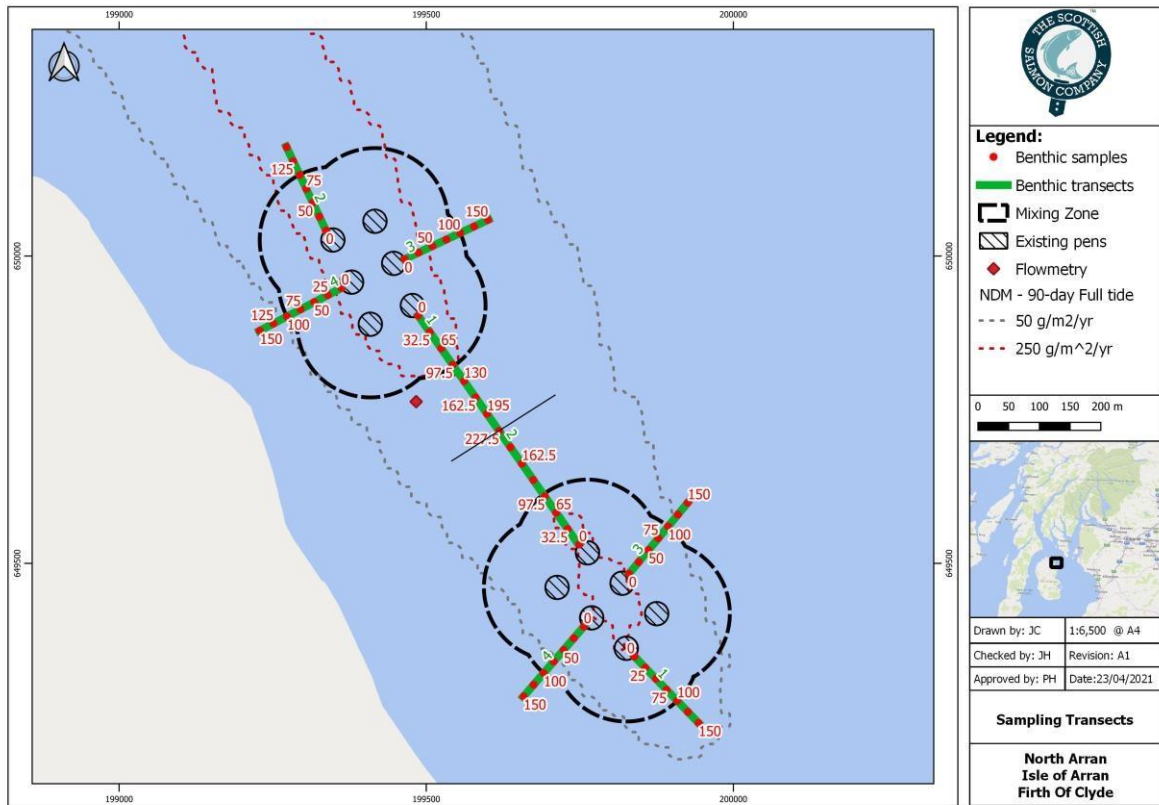 199000
199500
200000
650000
649500
125
75
2
50
0
150
100
50
3
0
4
0
25
75
50
125
100
150
0
1
32.5
65
97.5
130
162.5
195
227.5
2
162.5
97.5
65
32.5
0
150
75
100
3
50
0
0
4
50
100
150
0
1
25
100
75
150
THE SCOTTISH
SALMON COMPANY
Legend:
Benthic samples
Benthic transects
Mixing Zone
Existing pens
Flowmetry
NDM - 90-day Full tide
50 g/m2/yr
250 g/m^2/yr
0 50 100 150 200 m
Drawn by: JC
1:6,500 @ A4
Checked by: JH
Revision: A1
Approved by: PH
Date:23/04/2021
Sampling Transects
North Arran
Isle of Arran
Firth Of Clyde